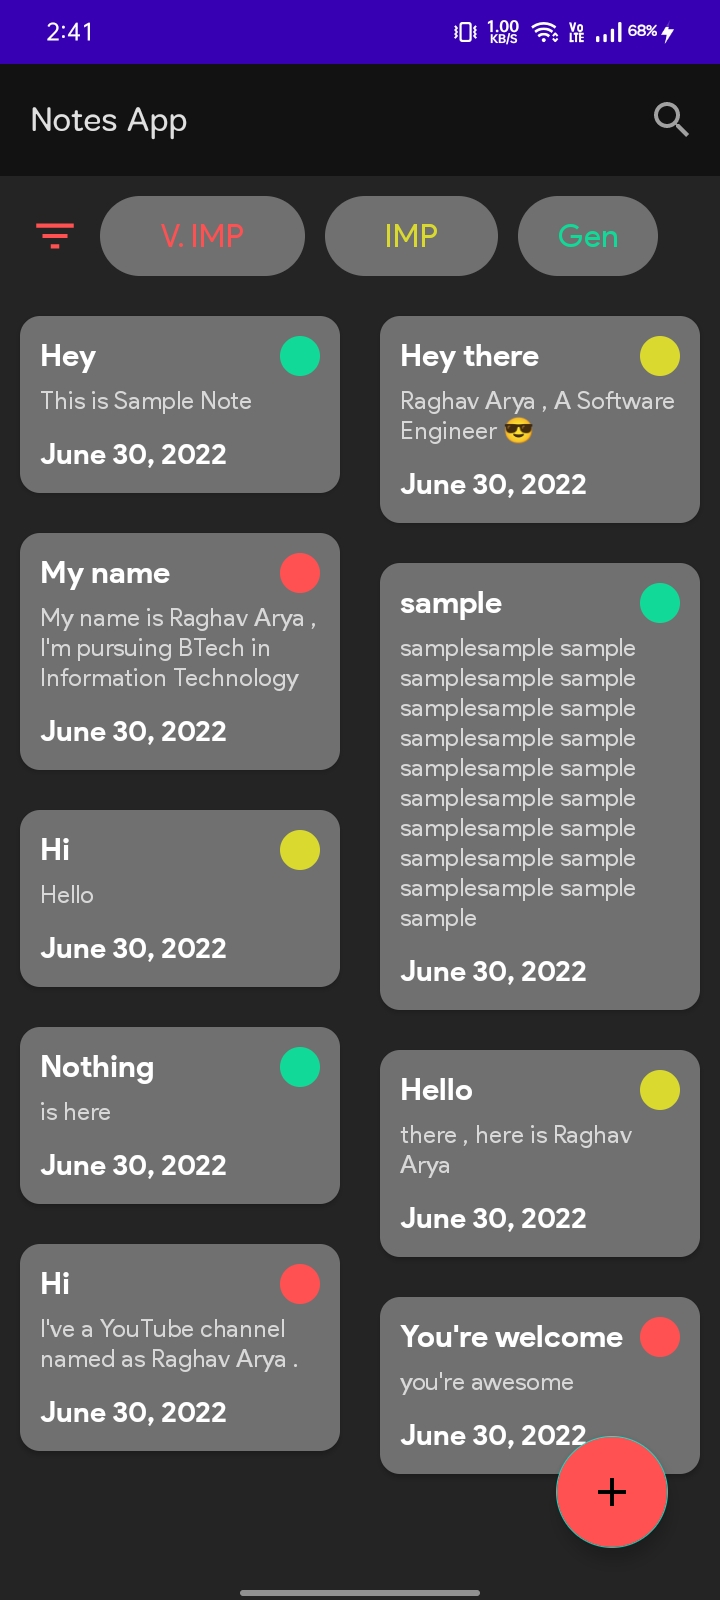 2:41
1.00
KB/S
Vo
LTE
68%
Notes App
V. IMP
IMP
Gen
Hey
This is Sample Note
June 30, 2022
My name
My name is Raghav Arya ,
I'm pursuing BTech in
Information Technology
June 30, 2022
Hi
Hello
June 30, 2022
Nothing
is here
June 30, 2022
Hi
I've a YouTube channel
named as Raghav Arya .
June 30, 2022
Hey there
Raghav Arya , A Software
Engineer 😎
June 30, 2022
sample
samplesample sample
samplesample sample
samplesample sample
samplesample sample
samplesample sample
samplesample sample
samplesample sample
samplesample sample
samplesample sample
sample
June 30, 2022
Hello
there , here is Raghav
Arya
June 30, 2022
You're welcome
you're awesome
June 30, 2022
+